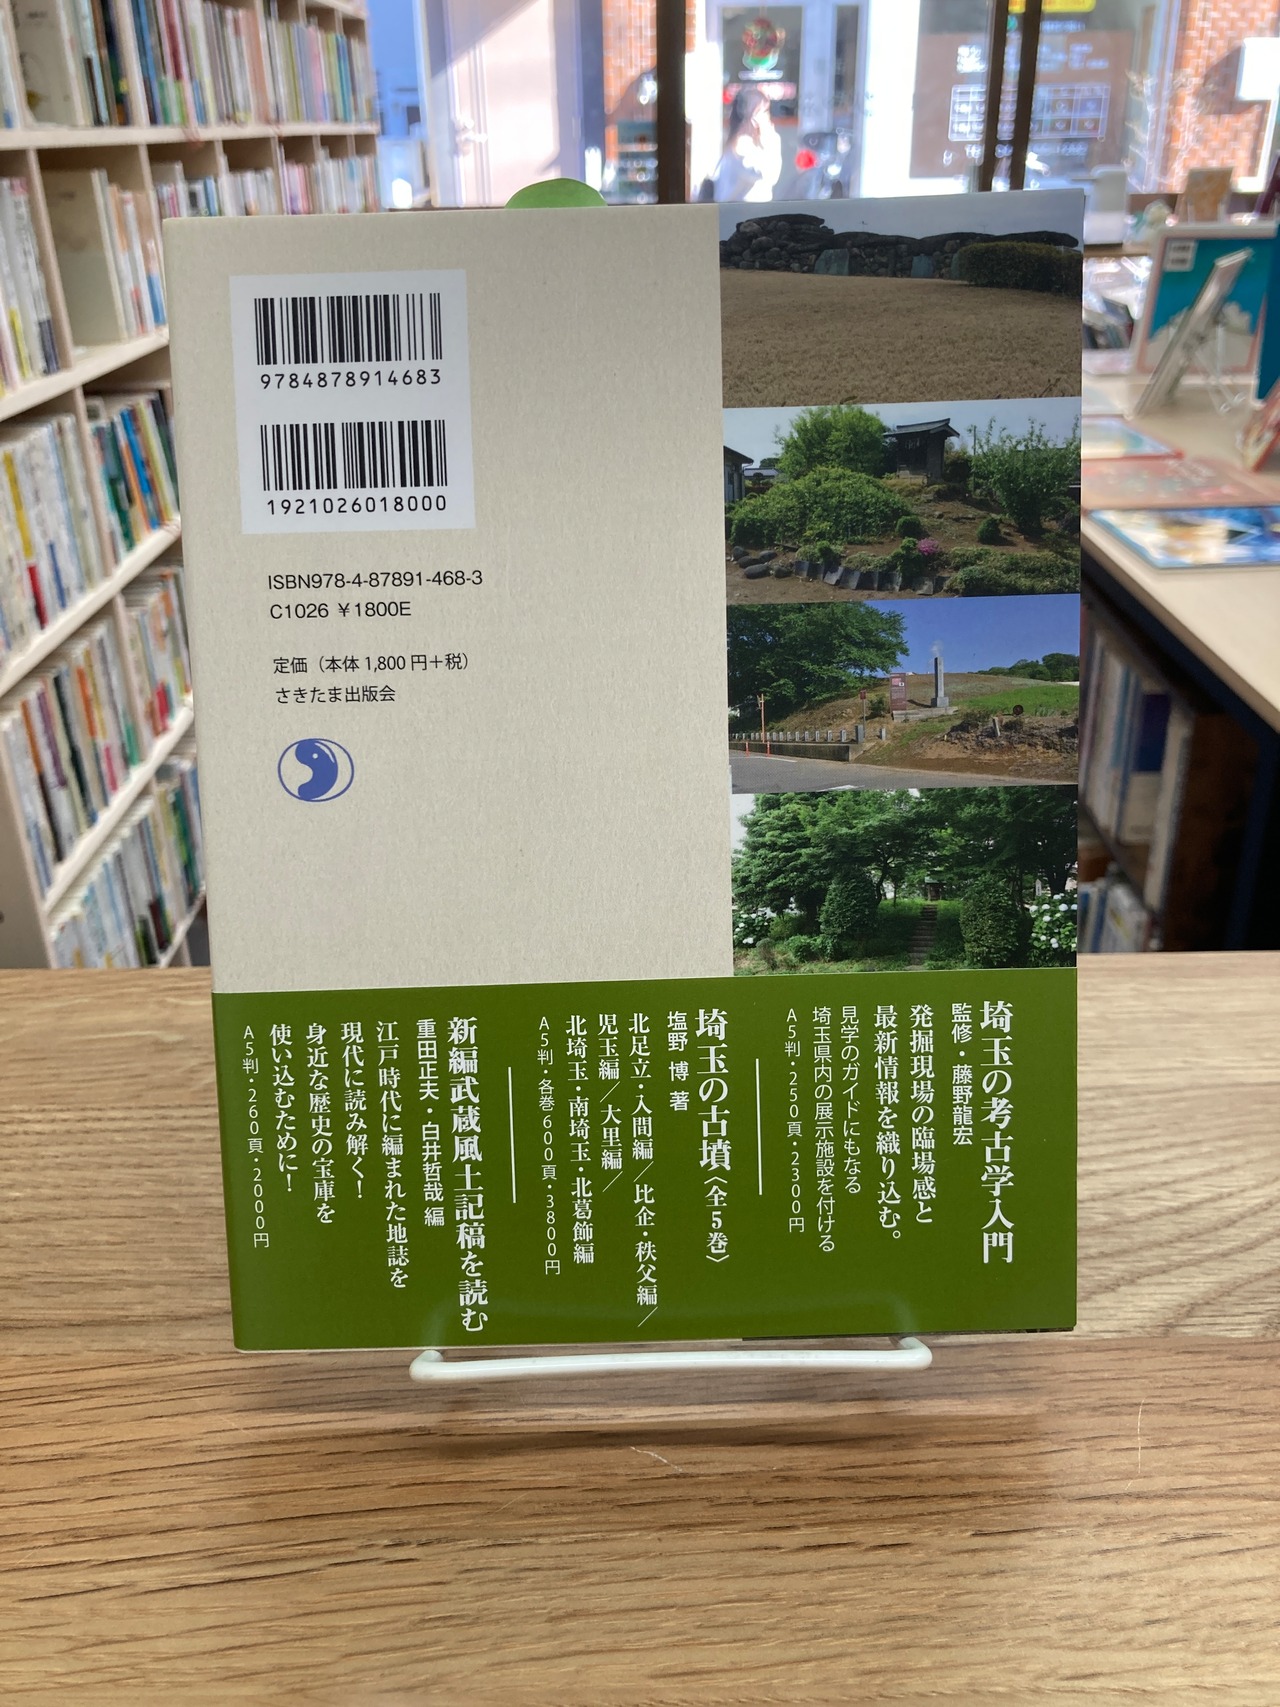 9784878914683
1921026018000
ISBN978-4-87891-468-3
C1026 ￥1800E
定価（本体1,800円＋税）
さきたま出版会
埼玉の考古学入門
監修・藤野龍宏
発掘現場の臨場感と
最新情報を織り込む。
見学のガイドにもなる
埼玉県内の展示施設を付ける
A5判・250頁・2300円
埼玉の古墳〈全5巻〉
塩野 博 著
北足立・入間編／比企・秩父編／
児玉編／大里編／
北埼玉・南埼玉・北葛飾編
A5判・各巻600頁・3800円
新編武蔵風土記稿を読む
重田正夫・白井哲哉 編
江戸時代に編まれた地誌を
現代に読み解く！
身近な歴史の宝庫を
使い込むために！
A5判・260頁・2000円